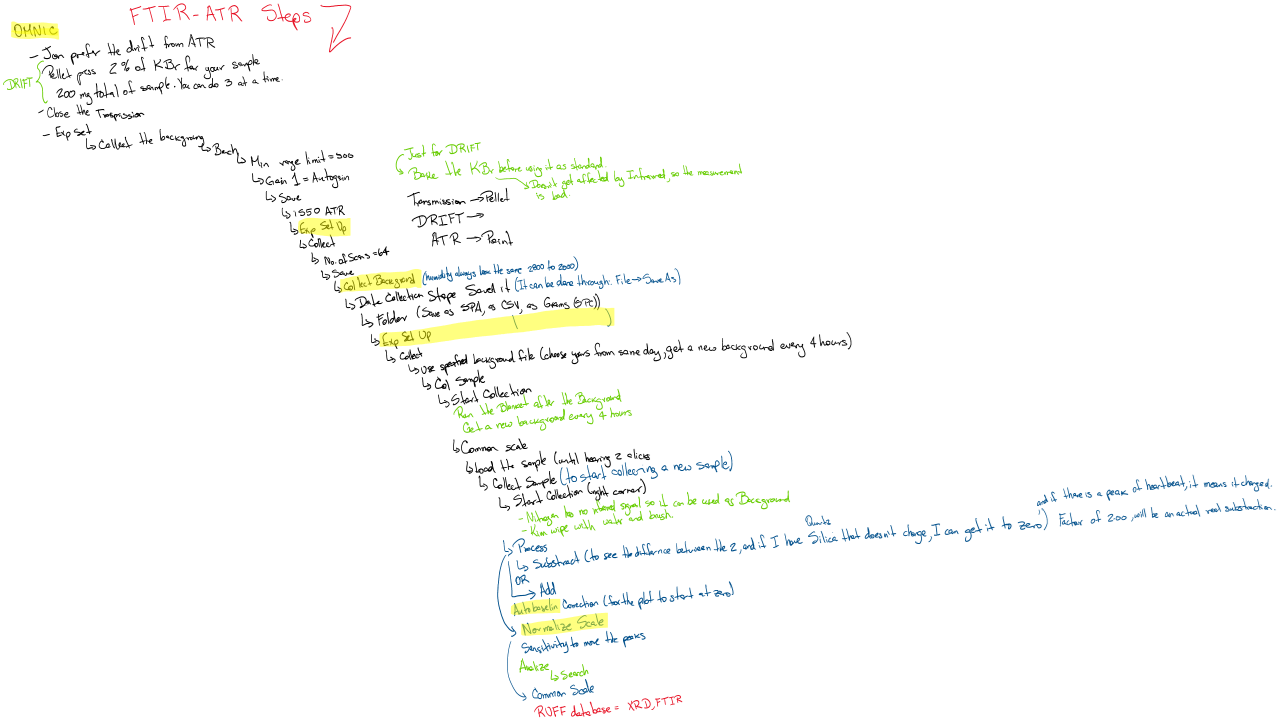 FTIR-ATR Steps
OMNIC
- Jon prefer the drift from ATR
DRIFT
Pellet press 2% of KBr for your sample
200 mg total of sample. You can do 3 at a time.
- Close the Trasmission
- Exp set
↳ Collect the background
↳ Bench
↳ Min range limit = 500
↳ Gain 1 = Autogain
↳ Save
↳ iS50 ATR
↳ Exp Set Up
↳ Collect
↳ No. of Scans = 64
↳ Save
Just for DRIFT
Bake the KBr before using it as standard.
Doesn't get affected by Infrared, so the measurement
is bad.
Transmission → Pellet
DRIFT →
ATR → Point
↳ Collect Background (humidity always have the same 2800 to 2000)
↳ Data Collection Stops Saved it (It can be done through: File → Save As)
↳ Folder (Save as SPA, as CSV, as Grams (SPC))
↳ Exp Set Up
↳ Collect
↳ Use specified background file (choose yours from same day, get a new background every 4 hours)
↳ Col Sample
↳ Start Collection
Run the Blanket after the Background
Get a new background every 4 hours
↳ Common scale
↳ Load the sample (until hearing 2 clicks
↳ Collect Sample (to start collecting a new sample)
↳ Start Collection (right corner)
- Nitrogen has no signal so it can be used as Background
- Kim wipe with water and
↳ Process
↳ Substract (to see the difference between the 2, and if I have Silica that doesn't change, I can get it to zero)
Quartz
and if there is a peak of heartbeat, it means it changed.
Factor of 200, will be an actual real substraction.
OR
→ Add
Autobaselin Correction (for the plot to start at zero)
Normalize Scale
Sensitivity to move the peaks
Analize
↳ Search
Common Scale
RUFF database = XRD, FTIR